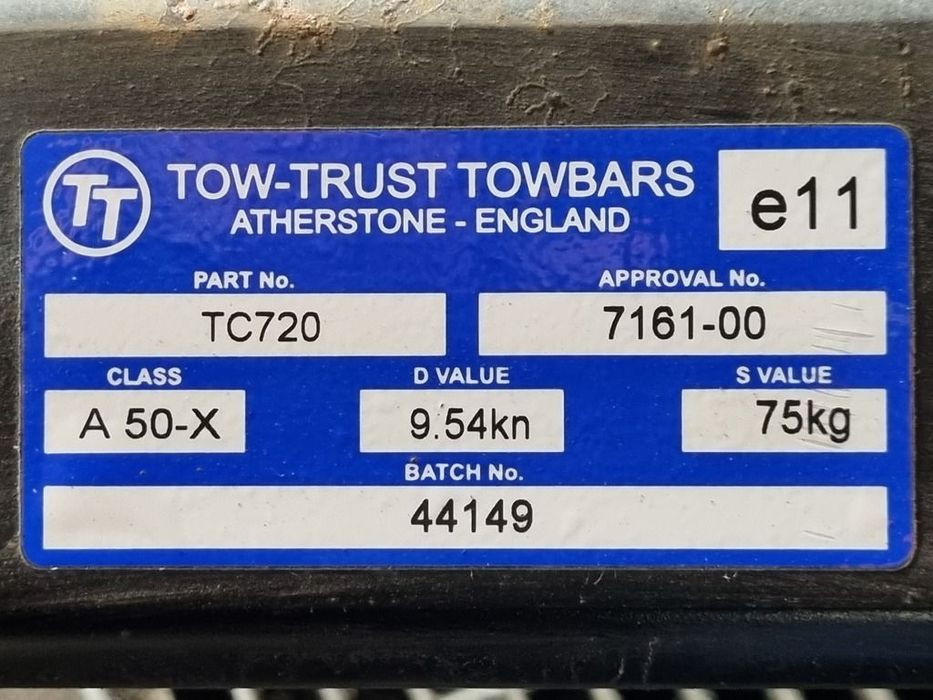 TT TOW-TRUST TOWBARS
ATHERSTONE - ENGLAND
e11
PART No.
APPROVAL No.
TC720
7161-00
CLASS
D VALUE
S VALUE
A 50-X
9.54kn
75kg
BATCH No.
44149